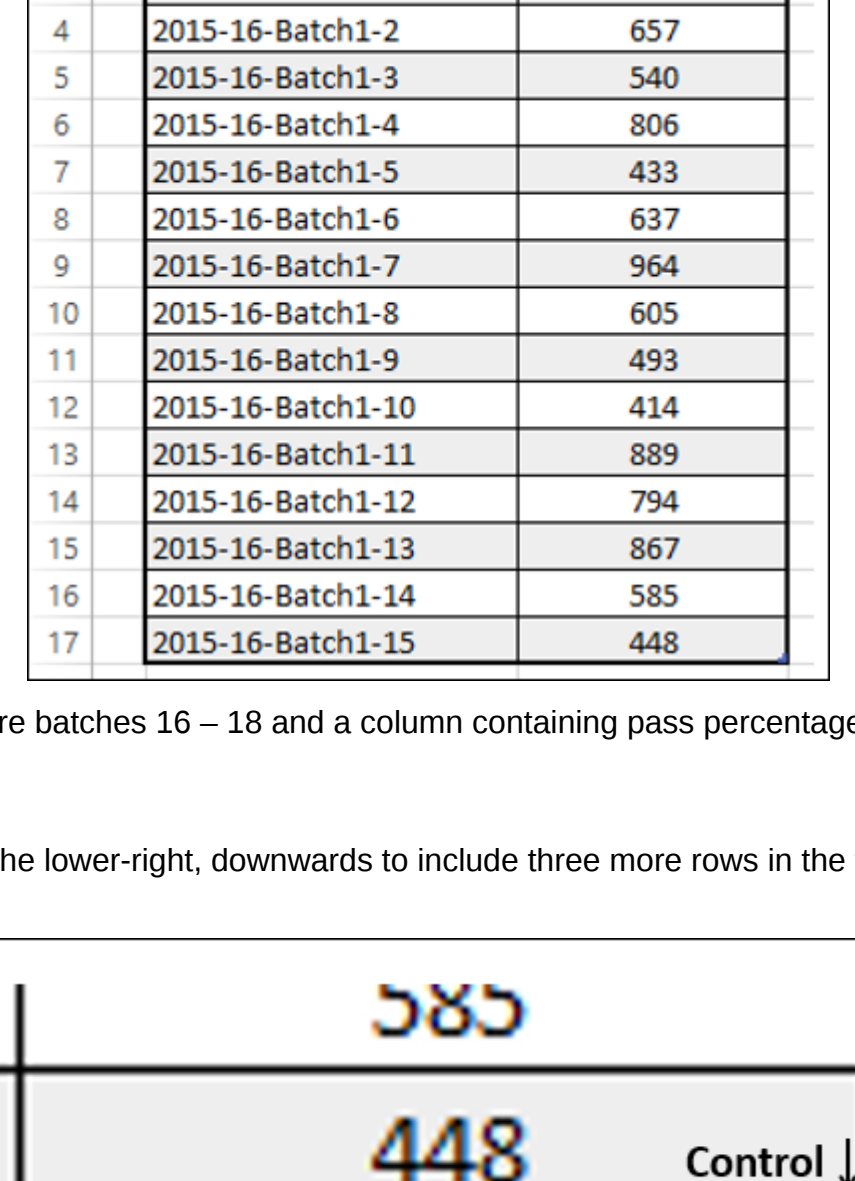 4 2015-16-Batch1-2 657
5 2015-16-Batch1-3 540
6 2015-16-Batch1-4 806
7 2015-16-Batch1-5 433
8 2015-16-Batch1-6 637
9 2015-16-Batch1-7 964
10 2015-16-Batch1-8 605
11 2015-16-Batch1-9 493
12 2015-16-Batch1-10 414
13 2015-16-Batch1-11 889
14 2015-16-Batch1-12 794
15 2015-16-Batch1-13 867
16 2015-16-Batch1-14 585
17 2015-16-Batch1-15 448
re batches 16 – 18 and a column containing pass percentage
he lower-right, downwards to include three more rows in the
585
448
Control ↓